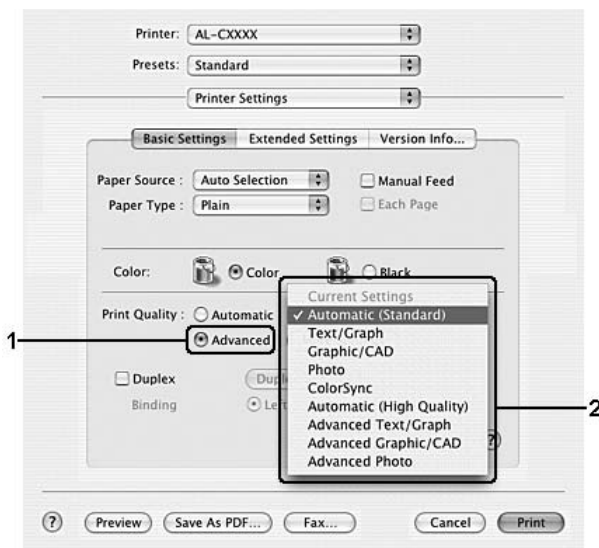 Printer: AL-CXXXX
Presets: Standard
Printer Settings
Basic Settings Extended Settings Version Info...
Paper Source : Auto Selection Manual Feed
Paper Type : Plain Each Page
Color: Color Black
Print Quality : Automatic
1 Advanced
Duplex
Binding
Current Settings
✓ Automatic (Standard)
Text/Graph
Graphic/CAD
Photo
ColorSync
Automatic (High Quality)
Advanced Text/Graph
Advanced Graphic/CAD
Advanced Photo
2
?
? Preview Save As PDF... Fax... Cancel Print